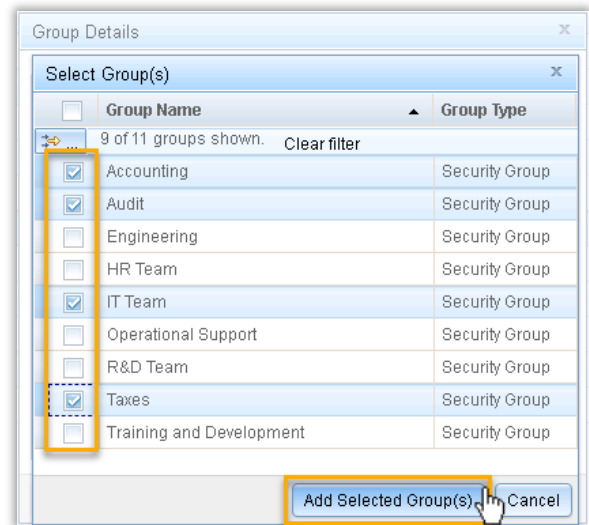 Group Details x
Select Group(s) x
Group Name Group Type
... 9 of 11 groups shown. Clear filter
Accounting Security Group
Audit Security Group
Engineering Security Group
HR Team Security Group
IT Team Security Group
Operational Support Security Group
R&D Team Security Group
Taxes Security Group
Training and Development Security Group
Add Selected Group(s) Cancel